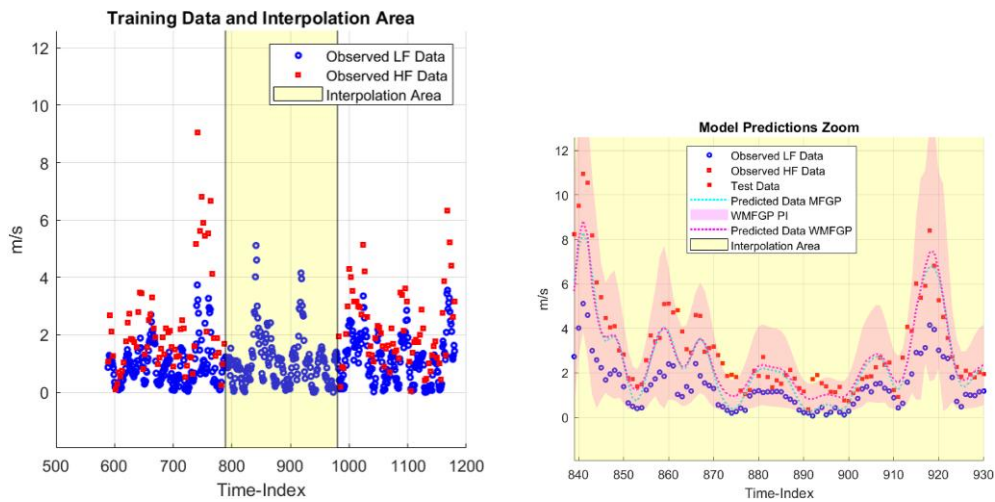 Training Data and Interpolation Area
12
10
8
6
4
2
0
m/s
Observed LF Data
Observed HF Data
Interpolation Area
500 600 700 800 900 1000 1100 1200
Time-Index
Model Predictions Zoom
12
10
8
6
4
2
0
m/s
Observed LF Data
Observed HF Data
Test Data
Predicted Data MFGP
WMFGP PI
Predicted Data WMFGP
Interpolation Area
840 850 860 870 880 890 900 910 920 930
Time-Index